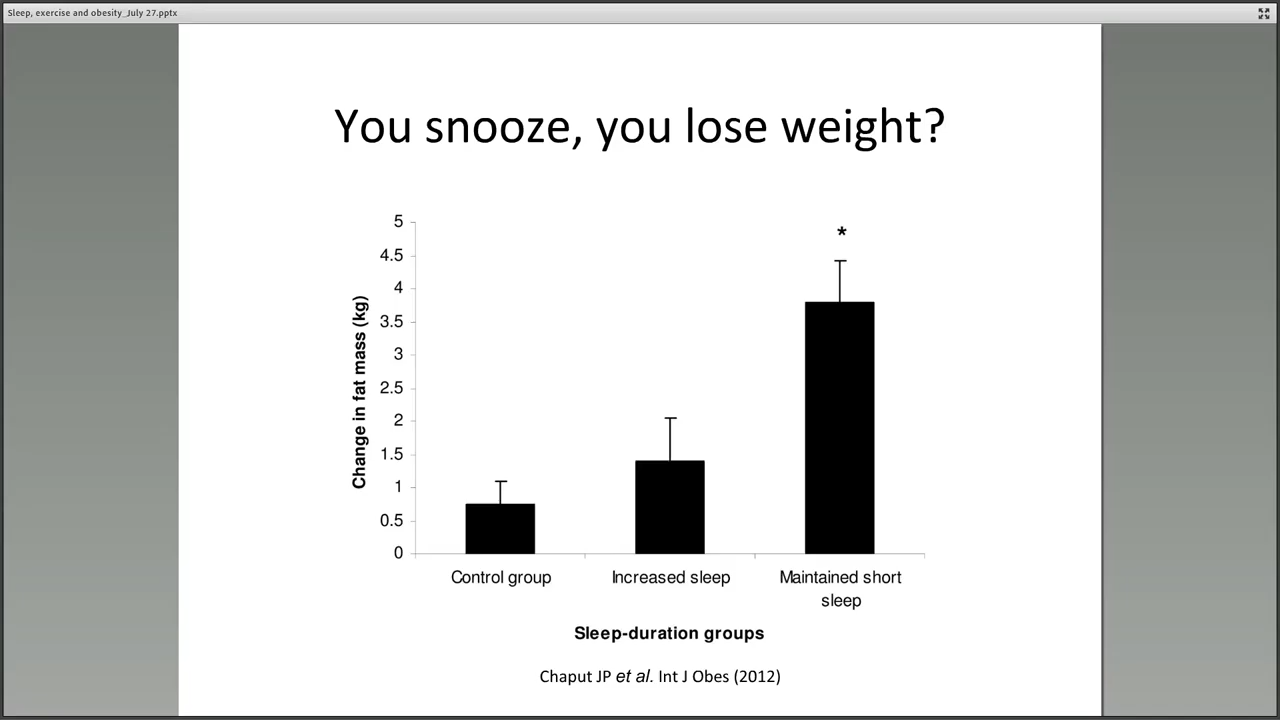 Sleep, exercise and obesity_July 27.pptx
You snooze, you lose weight?
5
4.5
4
3.5
3
2.5
2
1.5
1
0.5
0
Change in fat mass (kg)
*
Control group
Increased sleep
Maintained short
sleep
Sleep-duration groups
Chaput JP et al. Int J Obes (2012)